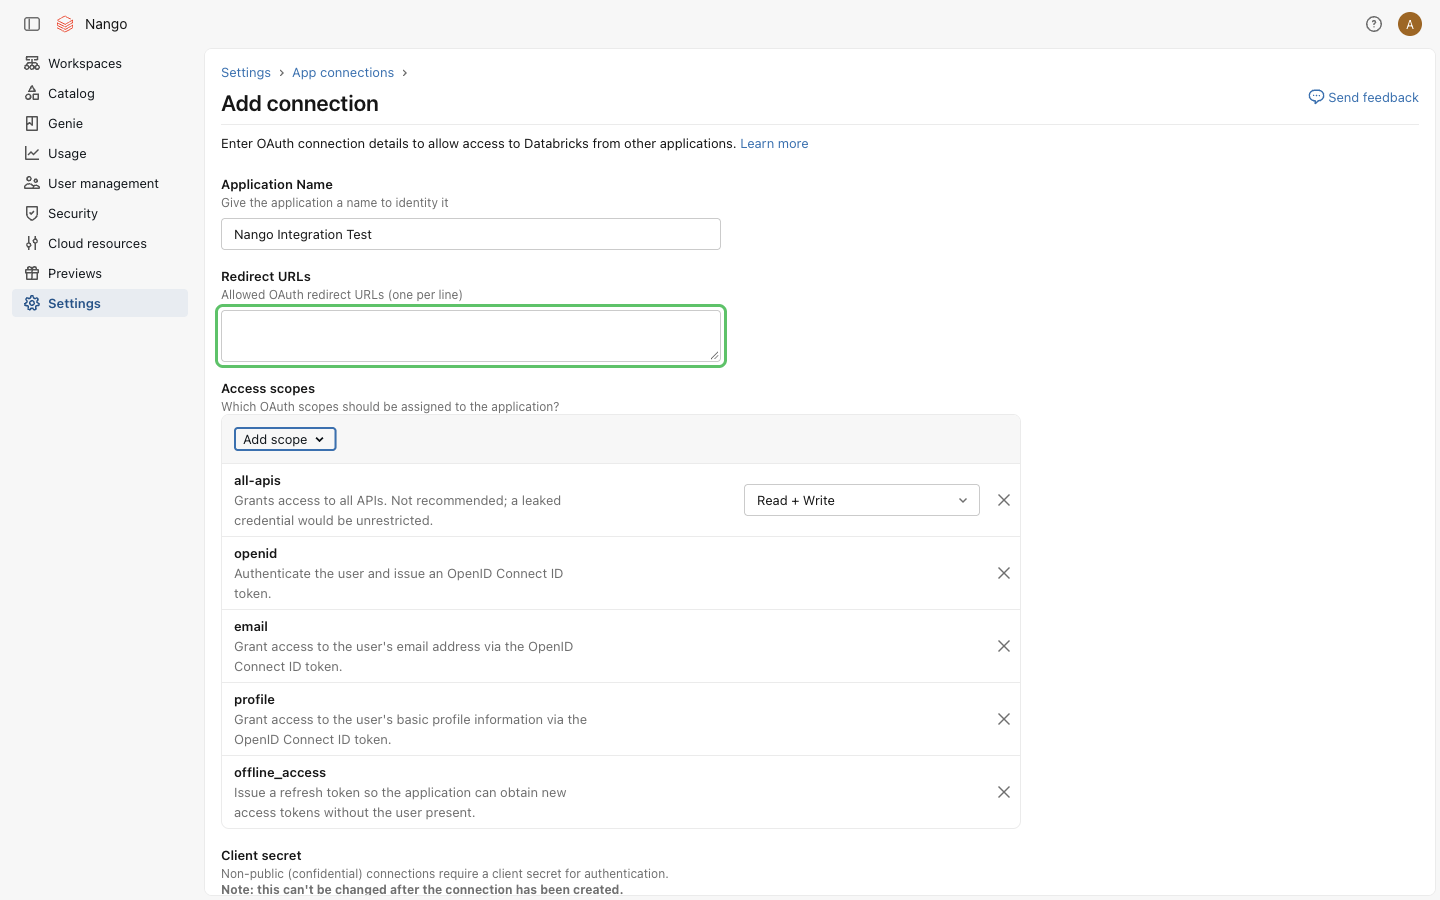 Nango
A
Workspaces
Catalog
Genie
Usage
User management
Security
Cloud resources
Previews
Settings
Settings > App connections >
Add connection
Send feedback
Enter OAuth connection details to allow access to Databricks from other applications. Learn more
Application Name
Give the application a name to identity it
Nango Integration Test
Redirect URLs
Allowed OAuth redirect URLs (one per line)
Access scopes
Which OAuth scopes should be assigned to the application?
Add scope
all-apis
Grants access to all APIs. Not recommended; a leaked
credential would be unrestricted.
Read + Write
openid
Authenticate the user and issue an OpenID Connect ID
token.
email
Grant access to the user's email address via the OpenID
Connect ID token.
profile
Grant access to the user's basic profile information via the
OpenID Connect ID token.
offline_access
Issue a refresh token so the application can obtain new
access tokens without the user present.
Client secret
Non-public (confidential) connections require a client secret for authentication.
Note: this can't be changed after the connection has been created.